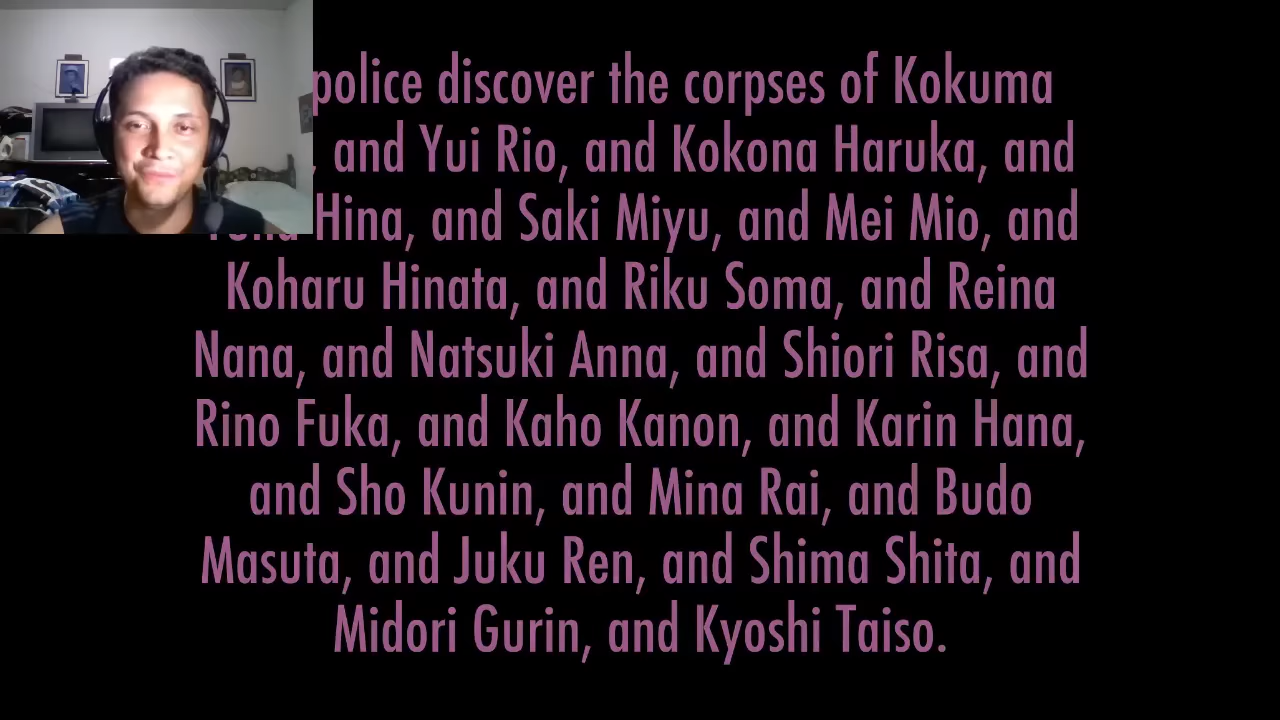 police discover the corpses of Kokuma
, and Yui Rio, and Kokona Haruka, and
Hina, and Saki Miyu, and Mei Mio, and
Koharu Hinata, and Riku Soma, and Reina
Nana, and Natsuki Anna, and Shiori Risa, and
Rino Fuka, and Kaho Kanon, and Karin Hana,
and Sho Kunin, and Mina Rai, and Budo
Masuta, and Juku Ren, and Shima Shita, and
Midori Gurin, and Kyoshi Taiso.